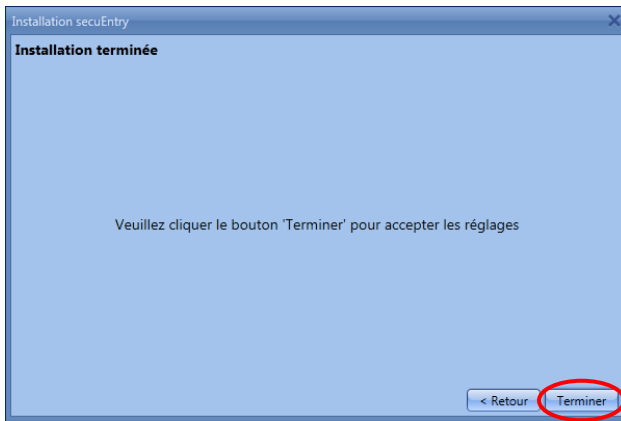 Installation secuEntry
Installation terminée
Veuillez cliquer le bouton 'Terminer' pour accepter les réglages
< Retour Terminer